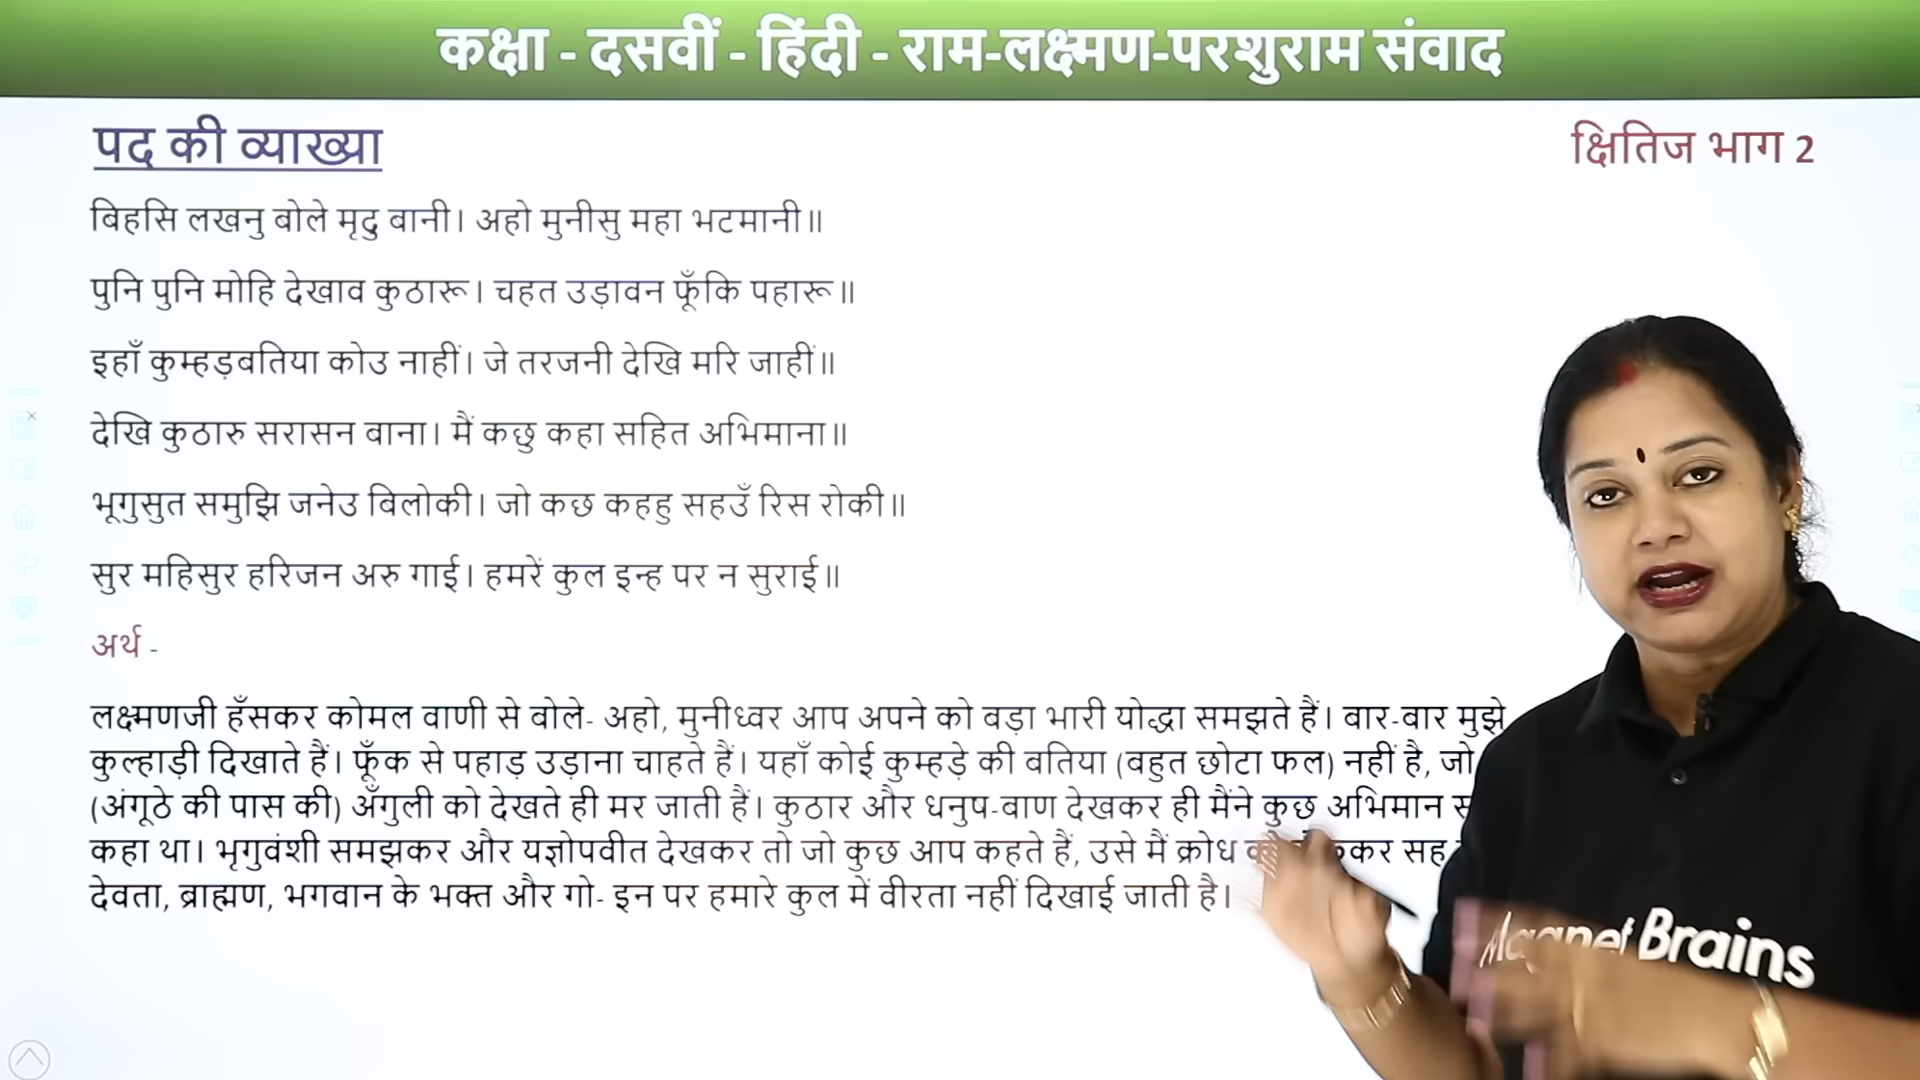 कक्षा - दसवीं - हिंदी - राम-लक्ष्मण-परशुराम संवाद
पद की व्याख्या
क्षितिज भाग 2
बिहसि लखनु बोले मृदु बानी। अहो मुनीसु महा भटमानी॥
पुनि पुनि मोहि देखाव कुठारू। चहत उड़ावन फूँकि पहारू॥
इहाँ कुम्हड़बतिया कोउ नाहीं। जे तरजनी देखि मरि जाहीं॥
देखि कुठारु सरासन बाना। मैं कछु कहा सहित अभिमाना॥
भृगुसुत समुझि जनेउ बिलोकी। जो कछ कहहु सहउँ रिस रोकी॥
सुर महिसुर हरिजन अरु गाई। हमरें कुल इन्ह पर न सुराई॥
अर्थ -
लक्ष्मणजी हँसकर कोमल वाणी से बोले- अहो, मुनीध्वर आप अपने को बड़ा भारी योद्धा समझते हैं। बार-बार मुझे
कुल्हाड़ी दिखाते हैं। फूँक से पहाड़ उड़ाना चाहते हैं। यहाँ कोई कुम्हड़े की बतिया (बहुत छोटा फल) नहीं है, जो
(अंगूठे की पास की) अँगुली को देखते ही मर जाती हैं। कुठार और धनुष-बाण देखकर ही मैंने कुछ अभिमान
कहा था। भृगुवंशी समझकर और यज्ञोपवीत देखकर तो जो कुछ आप कहते हैं, उसे मैं क्रोध सह
देवता, ब्राह्मण, भगवान के भक्त और गो- इन पर हमारे कुल में वीरता नहीं दिखाई जाती है।
Magnet Brains